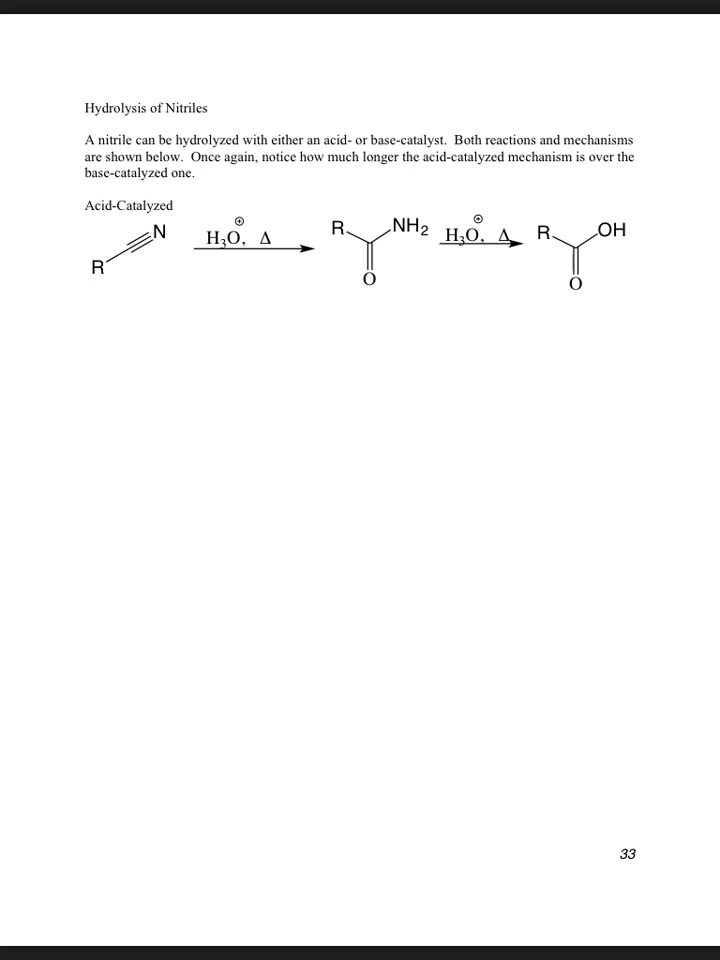 Hydrolysis of Nitriles
A nitrile can be hydrolyzed with either an acid- or base-catalyst. Both reactions and mechanisms
are shown below. Once again, notice how much longer the acid-catalyzed mechanism is over the
base-catalyzed one.
Acid-Catalyzed
R N
H₃O⊕, Δ
R NH₂ O
H₃O⊕, Δ
R OH O
33